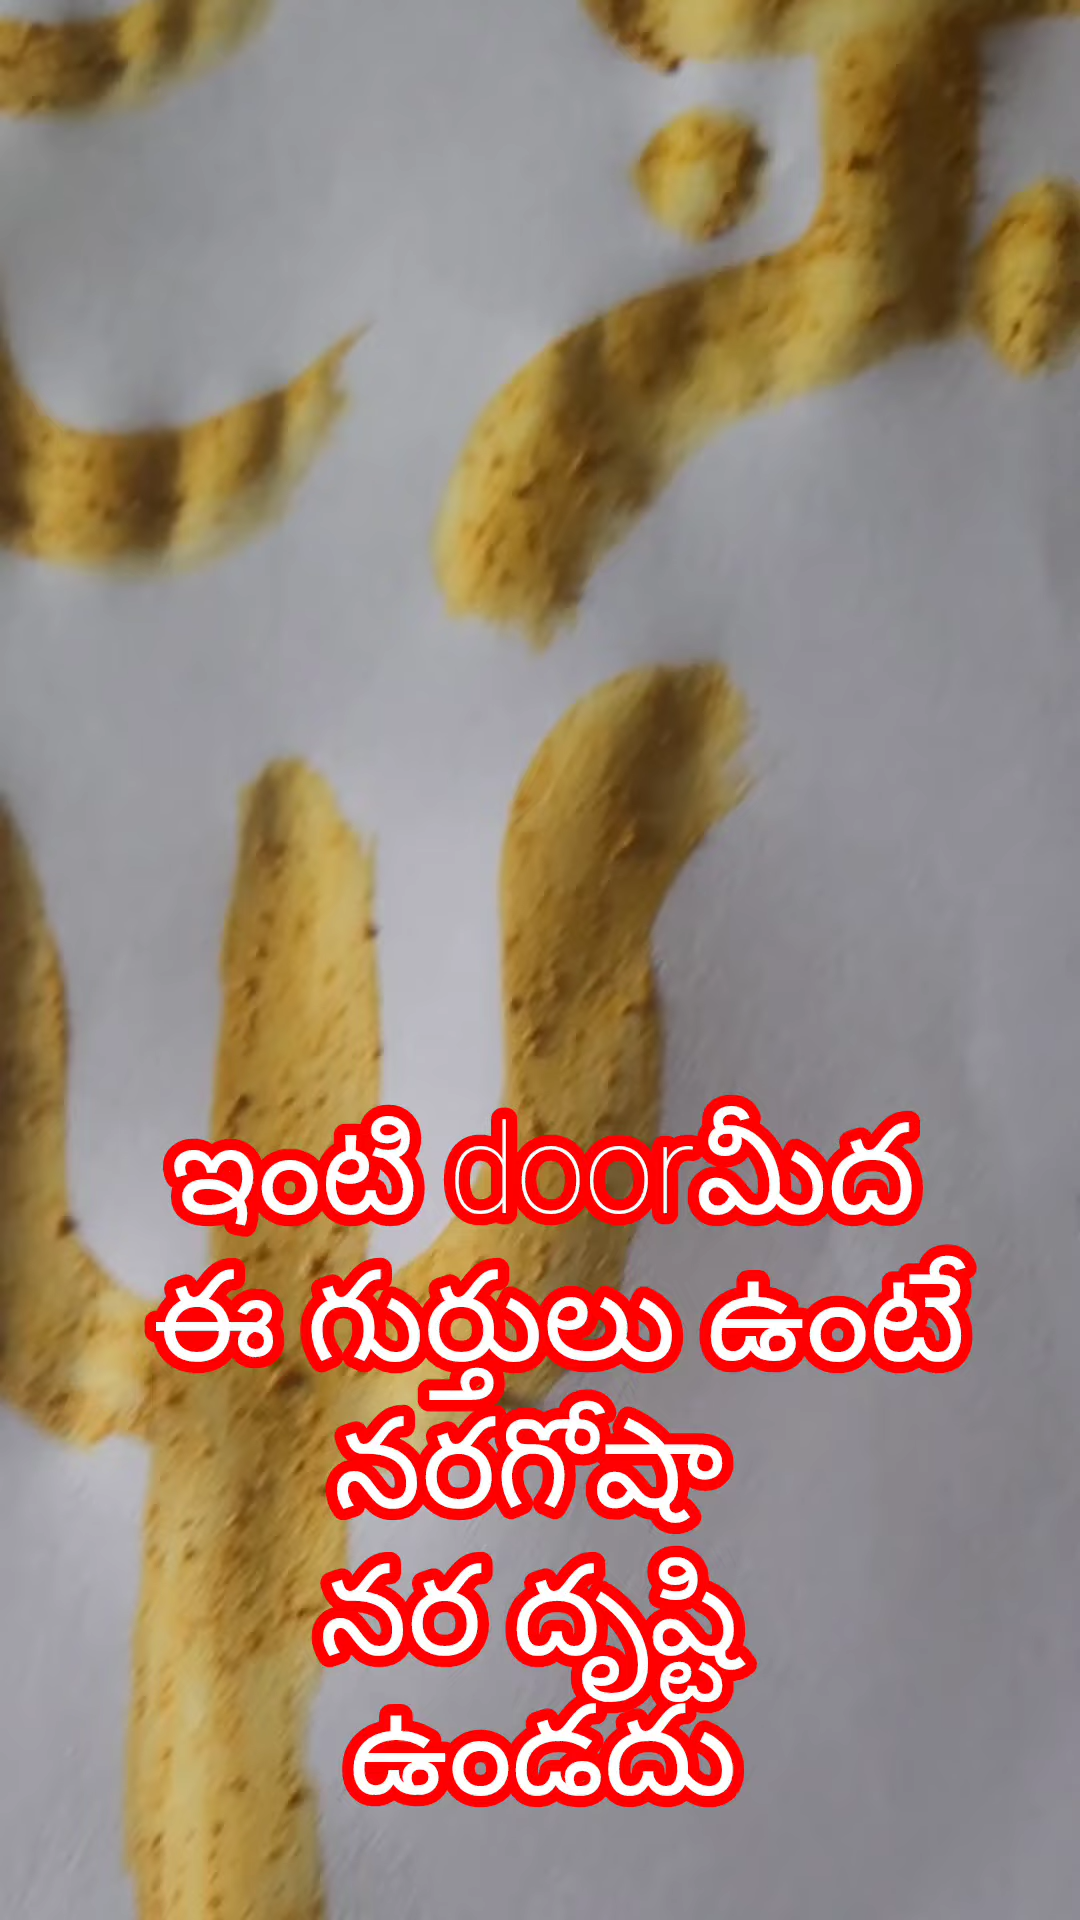 ఇంటి doorమీద
ఈ గుర్తులు ఉంటే
నరగోషా
నర దృష్టి
ఉండదు